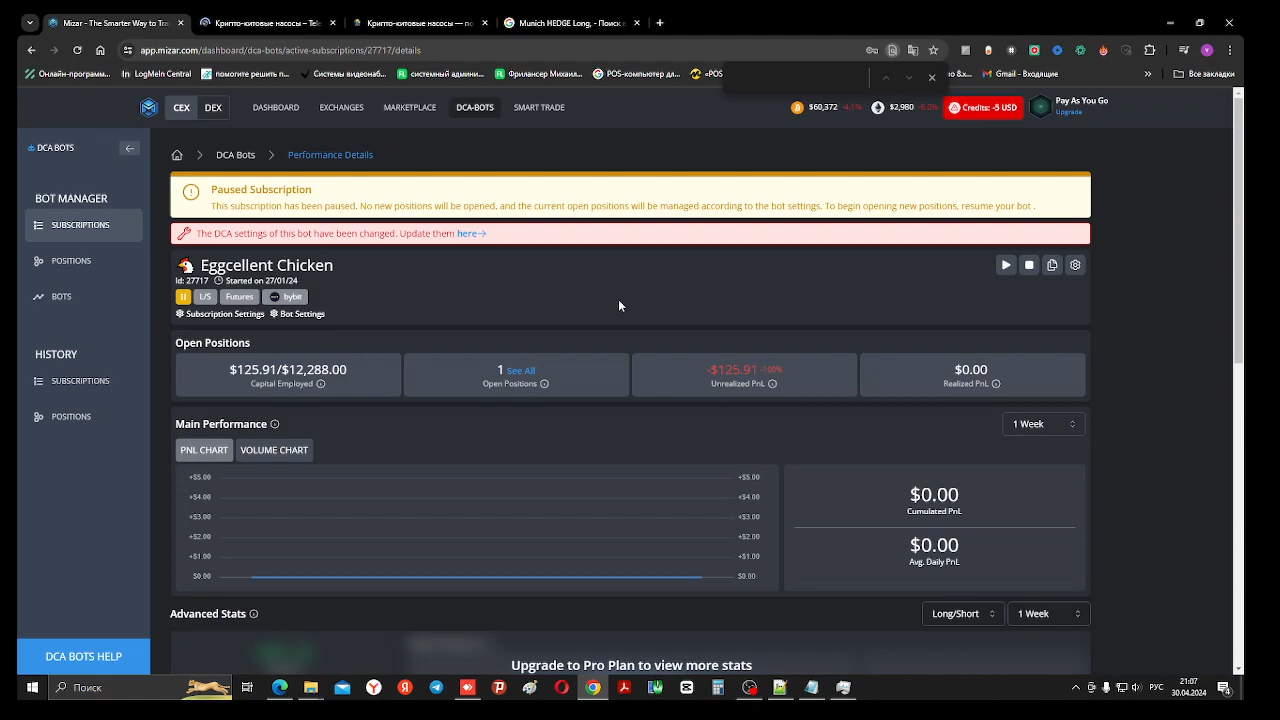 Mizar - The Smarter Way to Tra
Крипто-китовые насосы – Tele
Крипто-китовые насосы — по
Munich HEDGE Long, - Поиск в
app.mizar.com/dashboard/dca-bots/active-subscriptions/27717/details
Онлайн-программ...
LogMeIn Central
помогите решить п...
Системы видеонаб...
системный админи...
Фрилансер Михаил...
POS-компьютер дл...
Gmail - Входящие
Все закладки
CEX
DEX
DASHBOARD
EXCHANGES
MARKETPLACE
DCA-BOTS
SMART TRADE
$60,372 -4.1%
$2,980
Credits: -5 USD
Pay As You Go
Upgrade
DCA BOTS
DCA Bots
Performance Details
BOT MANAGER
SUBSCRIPTIONS
POSITIONS
BOTS
HISTORY
SUBSCRIPTIONS
POSITIONS
DCA BOTS HELP
Paused Subscription
This subscription has been paused. No new positions will be opened, and the current open positions will be managed according to the bot settings. To begin opening new positions, resume your bot .
The DCA settings of this bot have been changed. Update them here→
Eggcellent Chicken
Id: 27717 Started on 27/01/24
L/S Futures bybit
Subscription Settings Bot Settings
Open Positions
$125.91/$12,288.00
Capital Employed
1 See All
Open Positions
-$125.91 -100%
Unrealized PnL
$0.00
Realized PnL
Main Performance
1 Week
PNL CHART
VOLUME CHART
+$5.00 +$5.00
+$4.00 +$4.00
+$3.00 +$3.00
+$2.00 +$2.00
+$1.00 +$1.00
$0.00 $0.00
$0.00
Cumulated PnL
$0.00
Avg. Daily PnL
Advanced Stats
Long/Short
1 Week
Upgrade to Pro Plan to view more stats
Поиск
РУС
21:07
30.04.2024